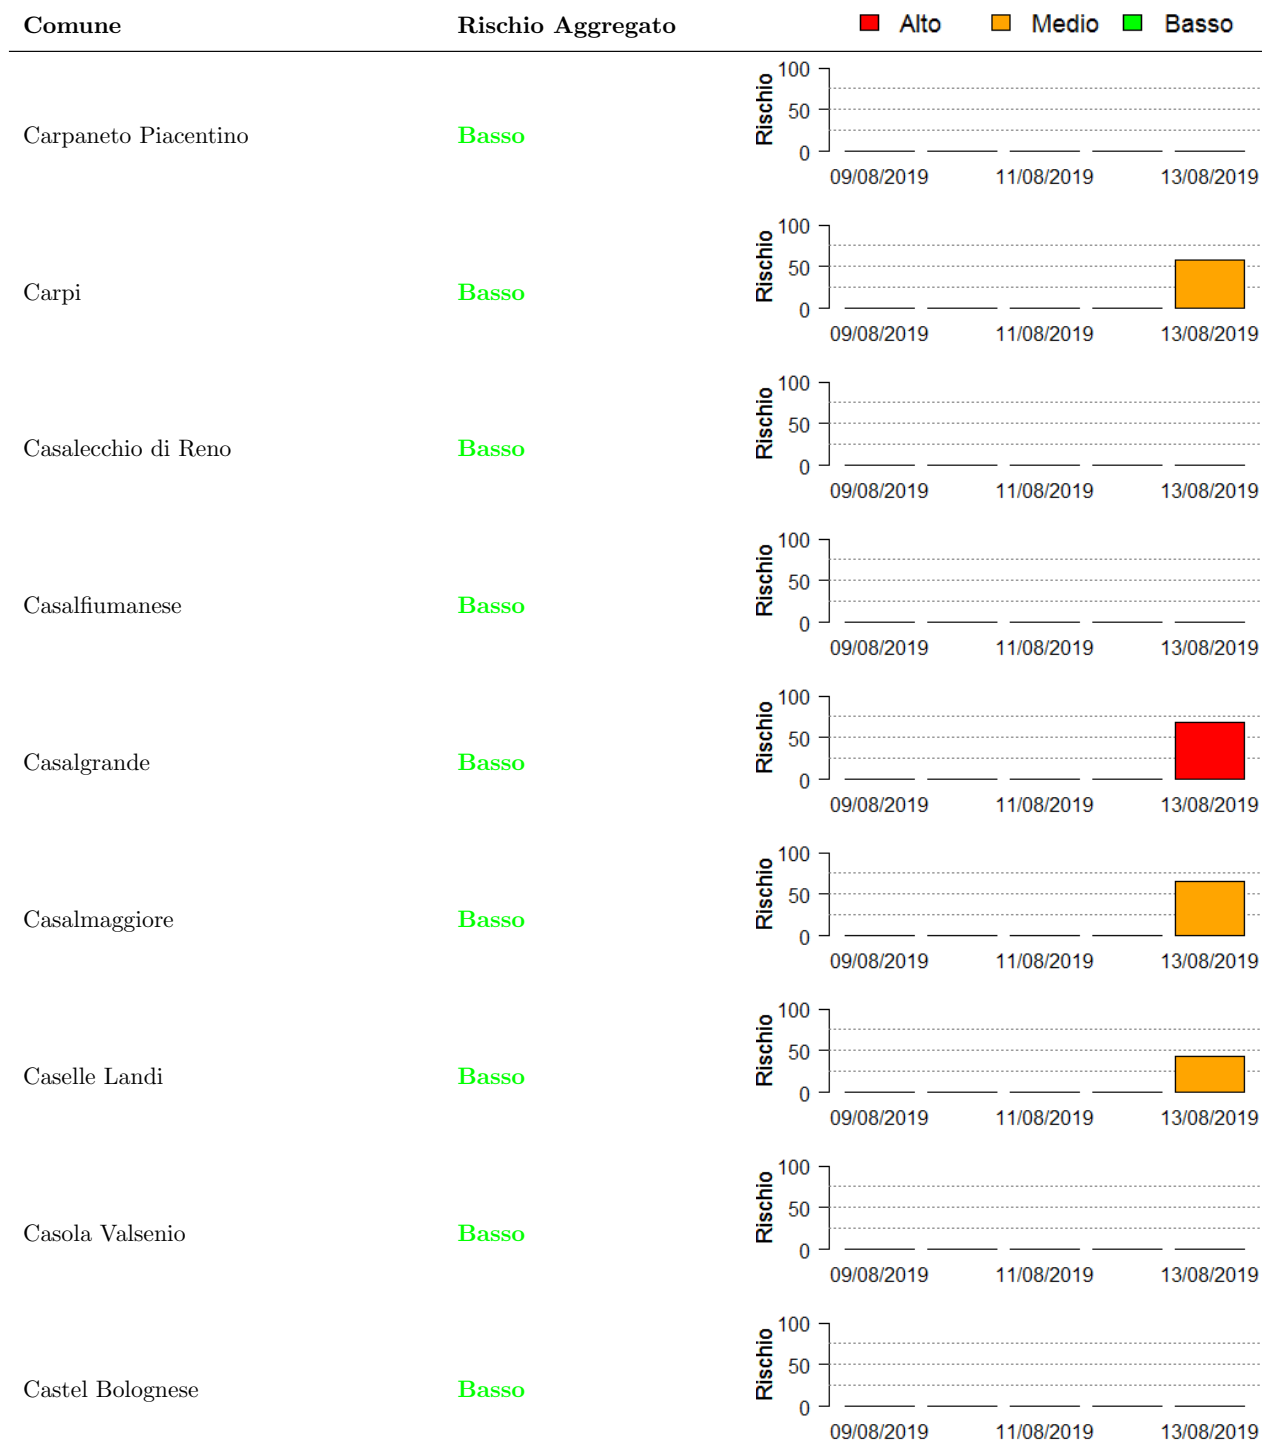 Comune Rischio Aggregato Alto Medio Basso
100
50
0
Rischio
Carpaneto Piacentino Basso
09/08/2019 11/08/2019 13/08/2019
100
50
0
Rischio
Carpi Basso
09/08/2019 11/08/2019 13/08/2019
100
50
0
Rischio
Casalecchio di Reno Basso
09/08/2019 11/08/2019 13/08/2019
100
50
0
Rischio
Casalfiumanese Basso
09/08/2019 11/08/2019 13/08/2019
100
50
0
Rischio
Casalgrande Basso
09/08/2019 11/08/2019 13/08/2019
100
50
0
Rischio
Casalmaggiore Basso
09/08/2019 11/08/2019 13/08/2019
100
50
0
Rischio
Caselle Landi Basso
09/08/2019 11/08/2019 13/08/2019
100
50
0
Rischio
Casola Valsenio Basso
09/08/2019 11/08/2019 13/08/2019
100
50
0
Rischio
Castel Bolognese Basso
09/08/2019 11/08/2019 13/08/2019